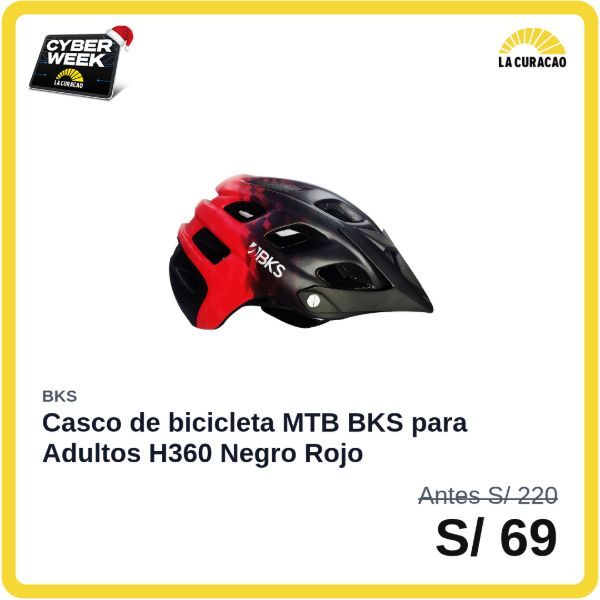 CYBER
WEEK
LA CURACAO
LA CURACAO
BKS
BKS
Casco de bicicleta MTB BKS para
Adultos H360 Negro Rojo
Antes S/ 220
S/ 69